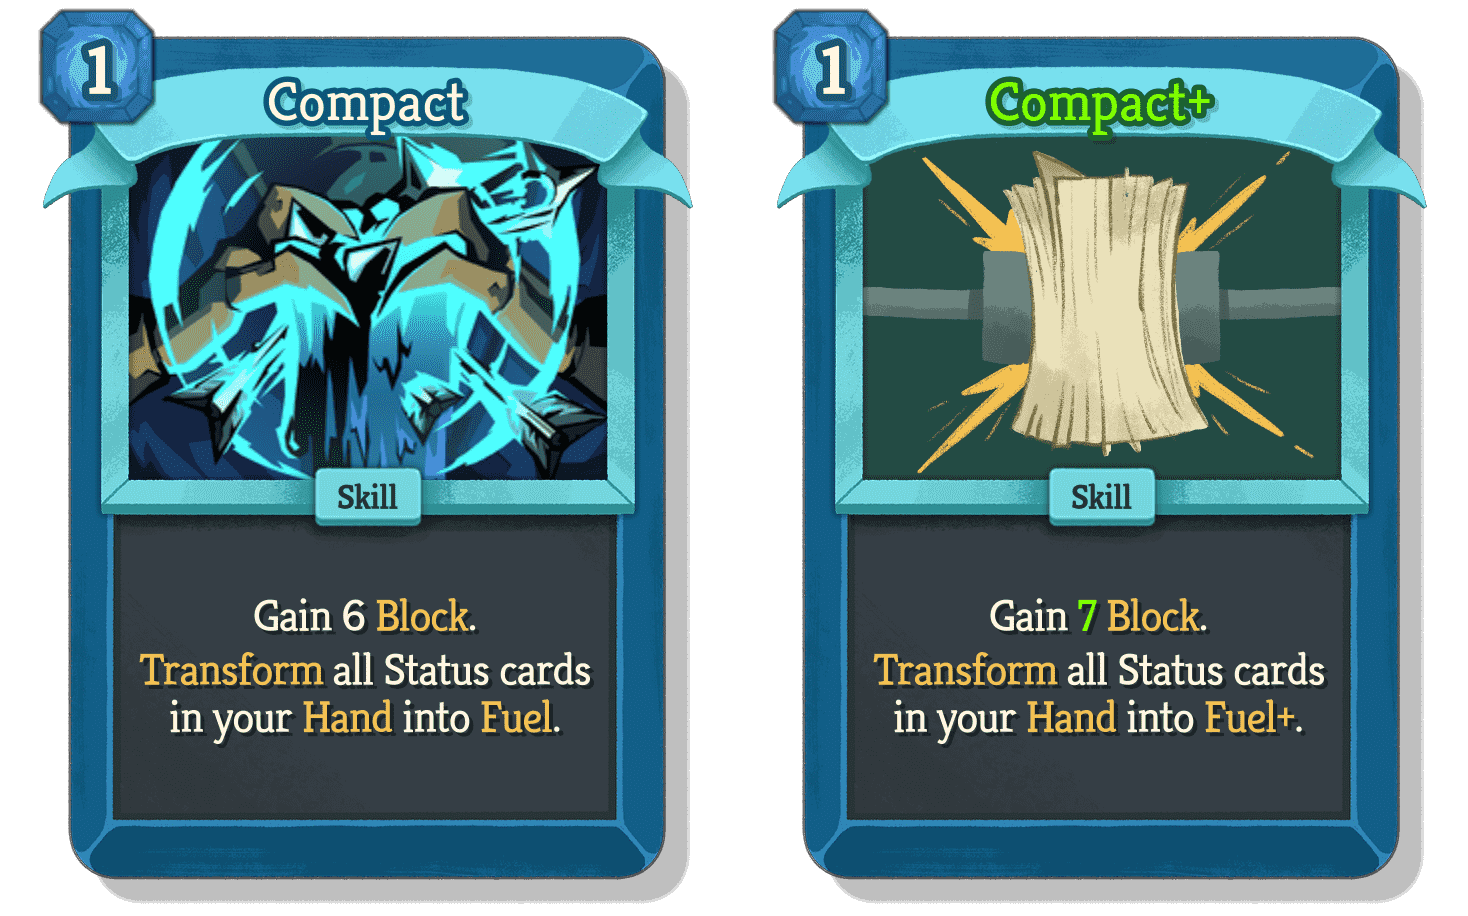 1
Compact
Skill
Gain 6 Block.
Transform all Status cards
in your Hand into Fuel.
1
Compact+
Skill
Gain 7 Block.
Transform all Status cards
in your Hand into Fuel+.